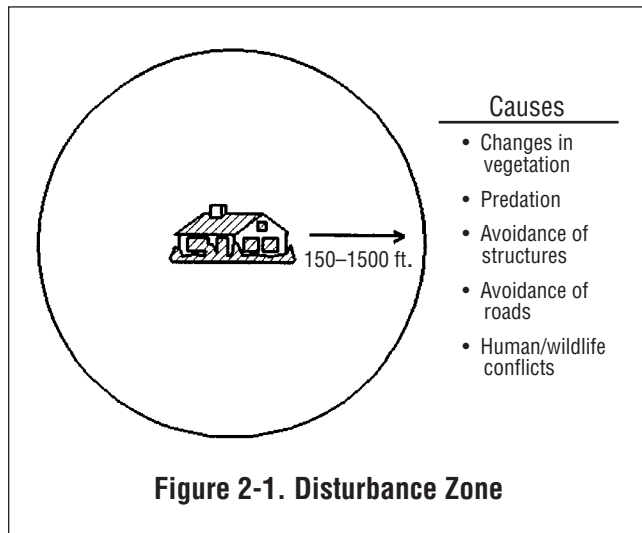 150–1500 ft.
Causes
• Changes in
vegetation
• Predation
• Avoidance of
structures
• Avoidance of
roads
• Human/wildlife
conflicts
Figure 2-1. Disturbance Zone